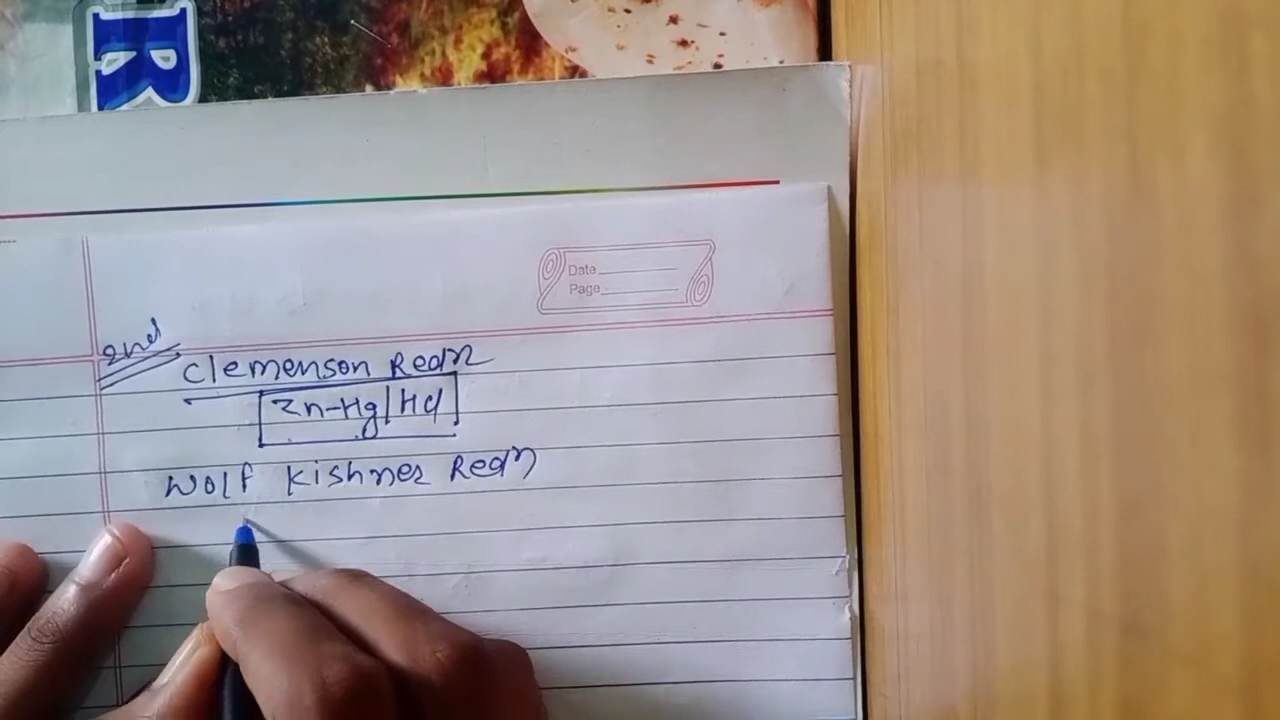 R
Date
Page
2nd
Clemenson Redn
Zn-Hg|Hcl
Wolf Kishner Redn